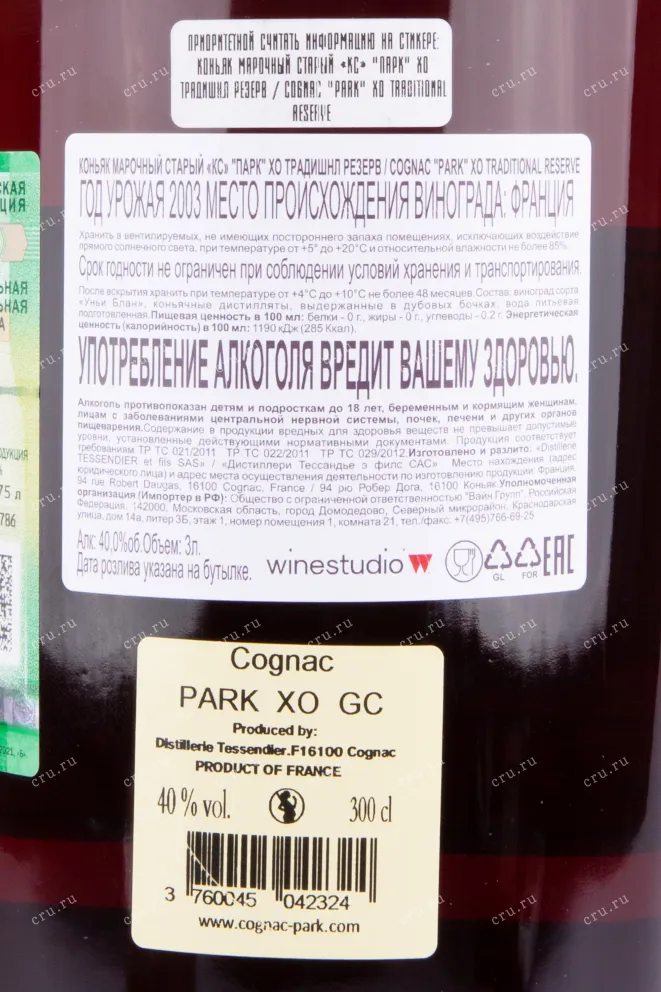 ПРИОРИТЕТНОЙ СЧИТАТЬ ИНФОРМАЦИЮ НА СТИКЕРЕ:
КОНЬЯК МАРОЧНЫЙ СТАРЫЙ «КС» "ПАРК" ХО
ТРАДИШНЛ РЕЗЕРВ / COGNAC "PARK" XO TRADITIONAL
RESERVE
КОНЬЯК МАРОЧНЫЙ СТАРЫЙ «КС» "ПАРК" ХО ТРАДИШНЛ РЕЗЕРВ / COGNAC "PARK" XO TRADITIONAL RESERVE
ГОД УРОЖАЯ 2003 МЕСТО ПРОИСХОЖДЕНИЯ ВИНОГРАДА: ФРАНЦИЯ
Хранить в вентилируемых, не имеющих постороннего запаха помещениях, исключающих воздействие
прямого солнечного света, при температуре от +5° до +20°С и относительной влажности не более 85%.
Срок годности не ограничен при соблюдении условий хранения и транспортирования.
После вскрытия хранить при температуре от +4°С до +10°С не более 48 месяцев.Состав: виноград сорта
«Уньи Блан», коньячные дистилляты, выдержанные в дубовых бочках, вода питьевая
подготовленная.Пищевая ценность в 100 мл: белки - 0 г., жиры - 0 г., углеводы - 0.2 г. Энергетическая
ценность (калорийность) в 100 мл: 1190 кДж (285 Ккал).
УПОТРЕБЛЕНИЕ АЛКОГОЛЯ ВРЕДИТ ВАШЕМУ ЗДОРОВЬЮ.
Алкоголь противопоказан детям и подросткам до 18 лет, беременным и кормящим женщинам,
лицам с заболеваниями центральной нервной системы, почек, печени и других органов
пищеварения.Содержание в продукции вредных для здоровья веществ не превышает допустимые
уровни, установленные действующими нормативными документами. Продукция соответствует
требованиям ТР ТС 021/2011 ТР ТС 022/2011 ТР ТС 029/2012.Изготовлено и разлито: «Distillerie
TESSENDIER et fils SAS» / «Дистиллери Тессандье э филс САС» Место нахождения (адрес
юридического лица) и адрес места осуществления деятельности по изготовлению продукции: Франция,
94 rue Robert Daugas, 16100 Cognac, France / 94 рю Робер Дога, 16100 Коньяк.Уполномоченная
организация (Импортер в РФ): Общество с ограниченной ответственностью "Вайн Групп", Российская
Федерация, 142000, Московская область, город Домодедово, Северный микрорайон, Краснодарская
улица, дом 14а, литер 3Б, этаж 1, номер помещения 1, комната 21, тел./факс: +7(495)766-69-25
Алк: 40,0%об.Объем: 3л.
Дата розлива указана на бутылке.
winestudio
GL FOR
EAC
СКАЯ
ЦИЯ
ЬНАЯ
ЬНАЯ
А
ОДУКЦИЯ
75 л
786
2021, «Б».
Cognac
PARK XO GC
Produced by:
Distillerie Tessendier.F16100 Cognac
PRODUCT OF FRANCE
40 % vol. 300 cl
3 760045 042324
www.cognac-park.com
cru.ru